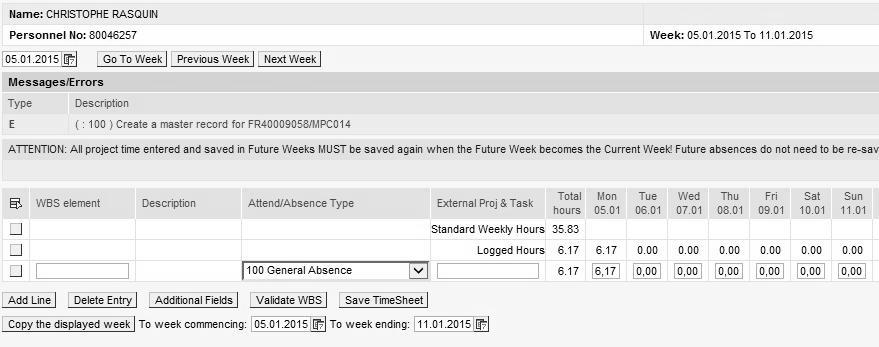 Name: CHRISTOPHE RASQUIN
Personnel No: 80046257 Week: 05.01.2015 To 11.01.2015
05.01.2015 Go To Week Previous Week Next Week
Messages/Errors
Type Description
E ( : 100 ) Create a master record for FR40009058/MPC014
ATTENTION: All project time entered and saved in Future Weeks MUST be saved again when the Future Week becomes the Current Week! Future absences do not need to be re-sav
WBS element Description Attend/Absence Type External Proj & Task Total hours Mon 05.01 Tue 06.01 Wed 07.01 Thu 08.01 Fri 09.01 Sat 10.01 Sun 11.01
Standard Weekly Hours 35.83
Logged Hours 6.17 6.17 0.00 0.00 0.00 0.00 0.00 0.00
100 General Absence 6.17 6,17 0,00 0,00 0,00 0,00 0,00 0,00
Add Line Delete Entry Additional Fields Validate WBS Save TimeSheet
Copy the displayed week To week commencing: 05.01.2015 To week ending: 11.01.2015